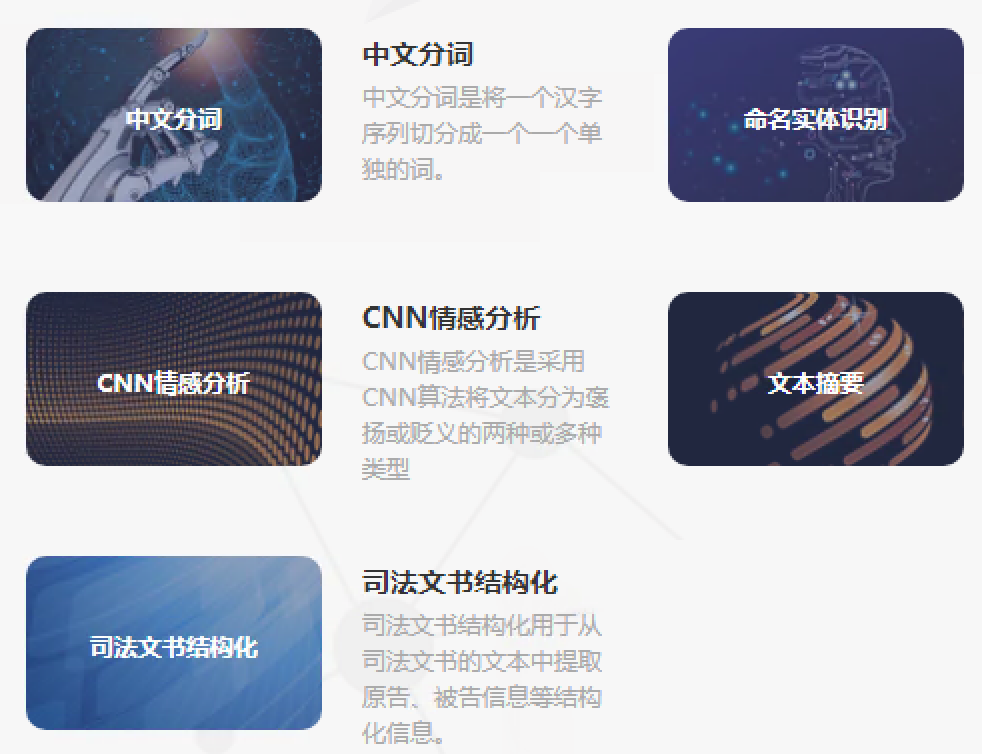 中文分词
中文分词
中文分词是将一个汉字
序列切分成一个一个单
独的词。
命名实体识别
CNN情感分析
CNN情感分析
CNN情感分析是采用
CNN算法将文本分为褒
扬或贬义的两种或多种
类型
文本摘要
司法文书结构化
司法文书结构化
司法文书结构化用于从
司法文书的文本中提取
原告、被告信息等结构
化信息。